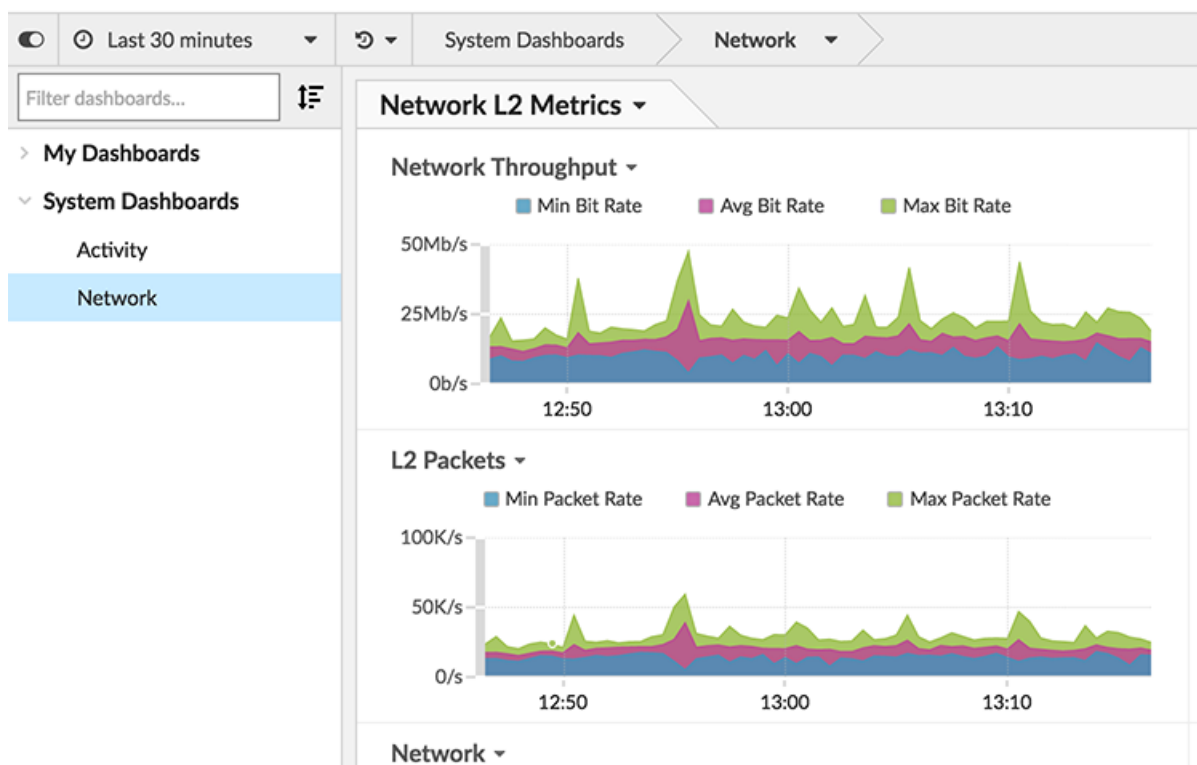 Last 30 minutes
System Dashboards
Network
Filter dashboards...
My Dashboards
System Dashboards
Activity
Network
Network L2 Metrics
Network Throughput
Min Bit Rate Avg Bit Rate Max Bit Rate
50Mb/s
25Mb/s
0b/s
12:50 13:00 13:10
L2 Packets
Min Packet Rate Avg Packet Rate Max Packet Rate
100K/s
50K/s
0/s
12:50 13:00 13:10
Network